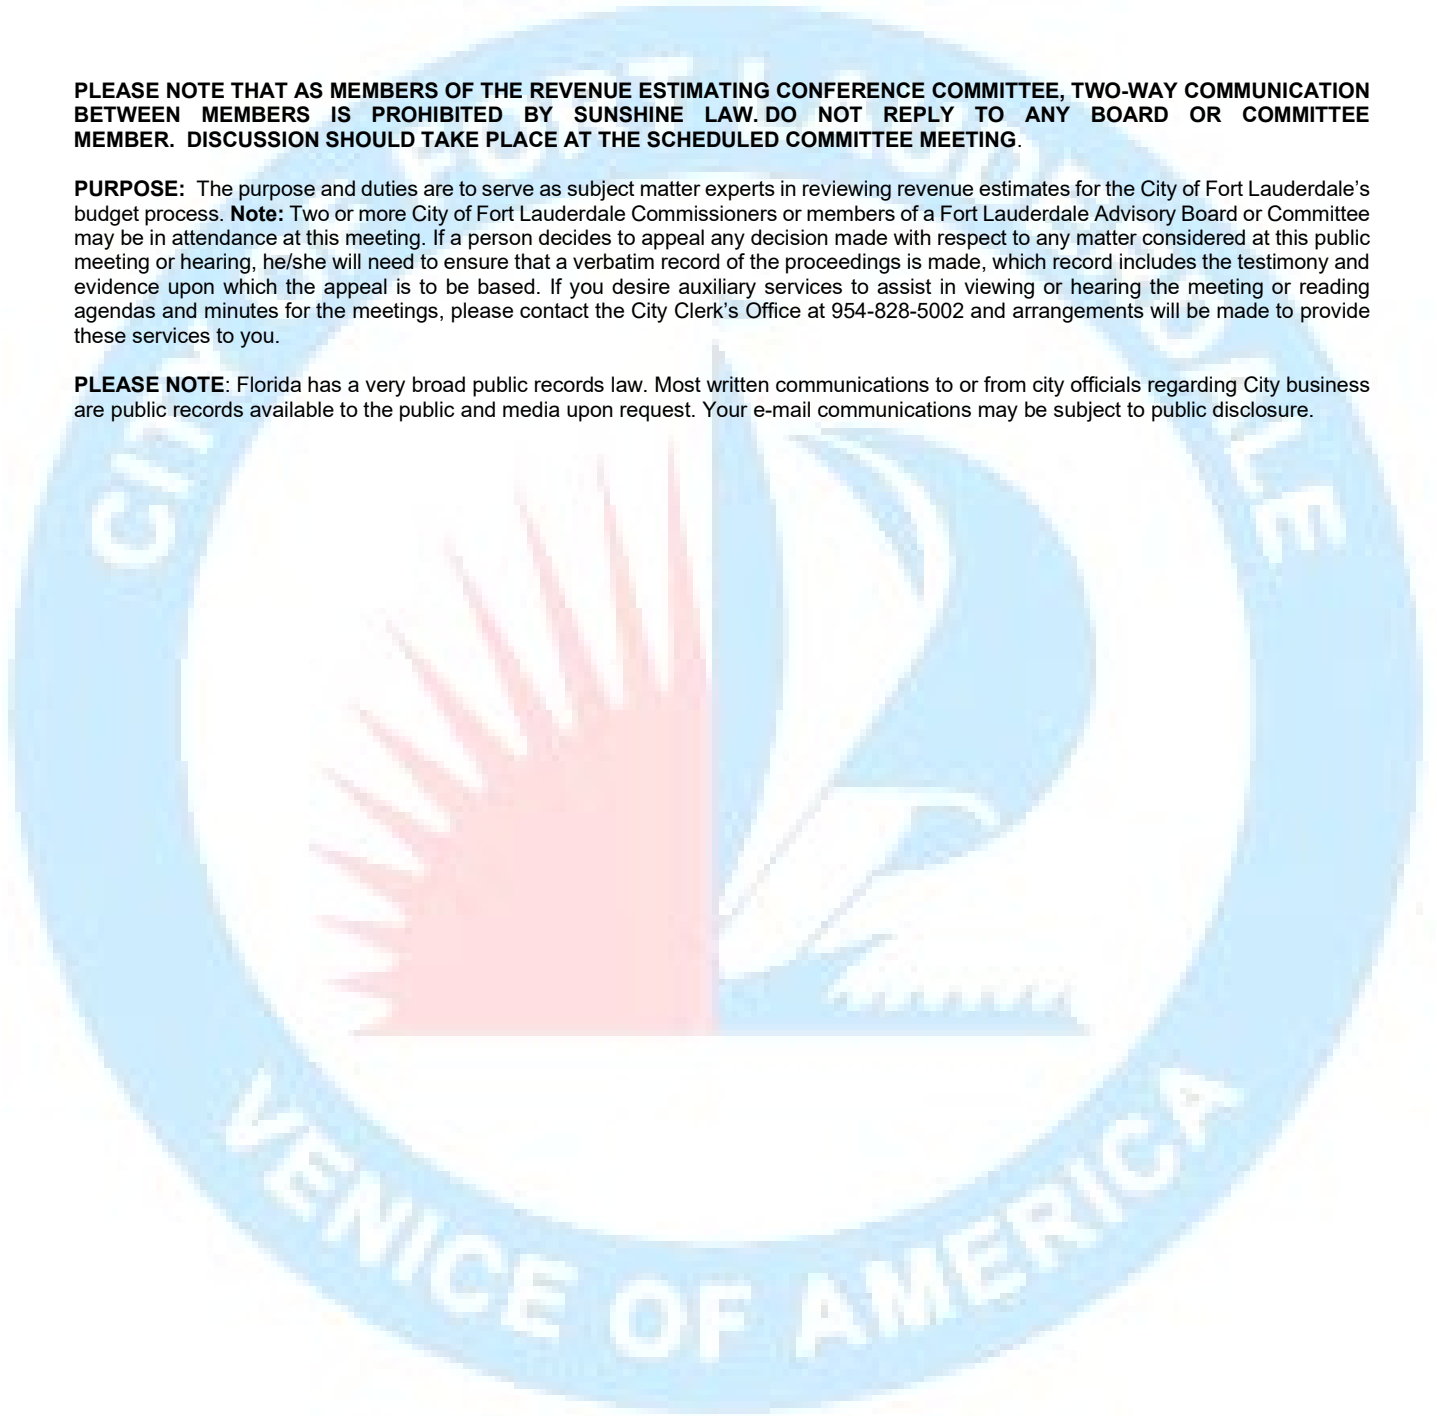 PLEASE NOTE THAT AS MEMBERS OF THE REVENUE ESTIMATING CONFERENCE COMMITTEE, TWO-WAY COMMUNICATION
BETWEEN MEMBERS IS PROHIBITED BY SUNSHINE LAW. DO NOT REPLY TO ANY BOARD OR COMMITTEE
MEMBER.  DISCUSSION SHOULD TAKE PLACE AT THE SCHEDULED COMMITTEE MEETING.
PURPOSE:  The purpose and duties are to serve as subject matter experts in reviewing revenue estimates for the City of Fort Lauderdale’s
budget process. Note: Two or more City of Fort Lauderdale Commissioners or members of a Fort Lauderdale Advisory Board or Committee
may be in attendance at this meeting. If a person decides to appeal any decision made with respect to any matter considered at this public
meeting or hearing, he/she will need to ensure that a verbatim record of the proceedings is made, which record includes the testimony and
evidence upon which the appeal is to be based. If you desire auxiliary services to assist in viewing or hearing the meeting or reading
agendas and minutes for the meetings, please contact the City Clerk’s Office at 954-828-5002 and arrangements will be made to provide
these services to you.
PLEASE NOTE: Florida has a very broad public records law. Most written communications to or from city officials regarding City business
are public records available to the public and media upon request. Your e-mail communications may be subject to public disclosure.
CITY OF FORT LAUDERDALE
VENICE OF AMERICA